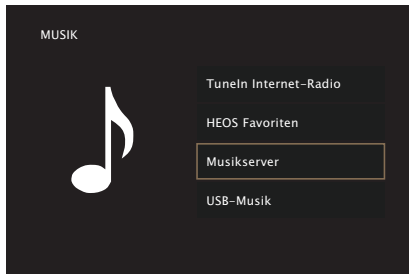 MUSIK
TuneIn Internet-Radio
HEOS Favoriten
Musikserver
USB-Musik